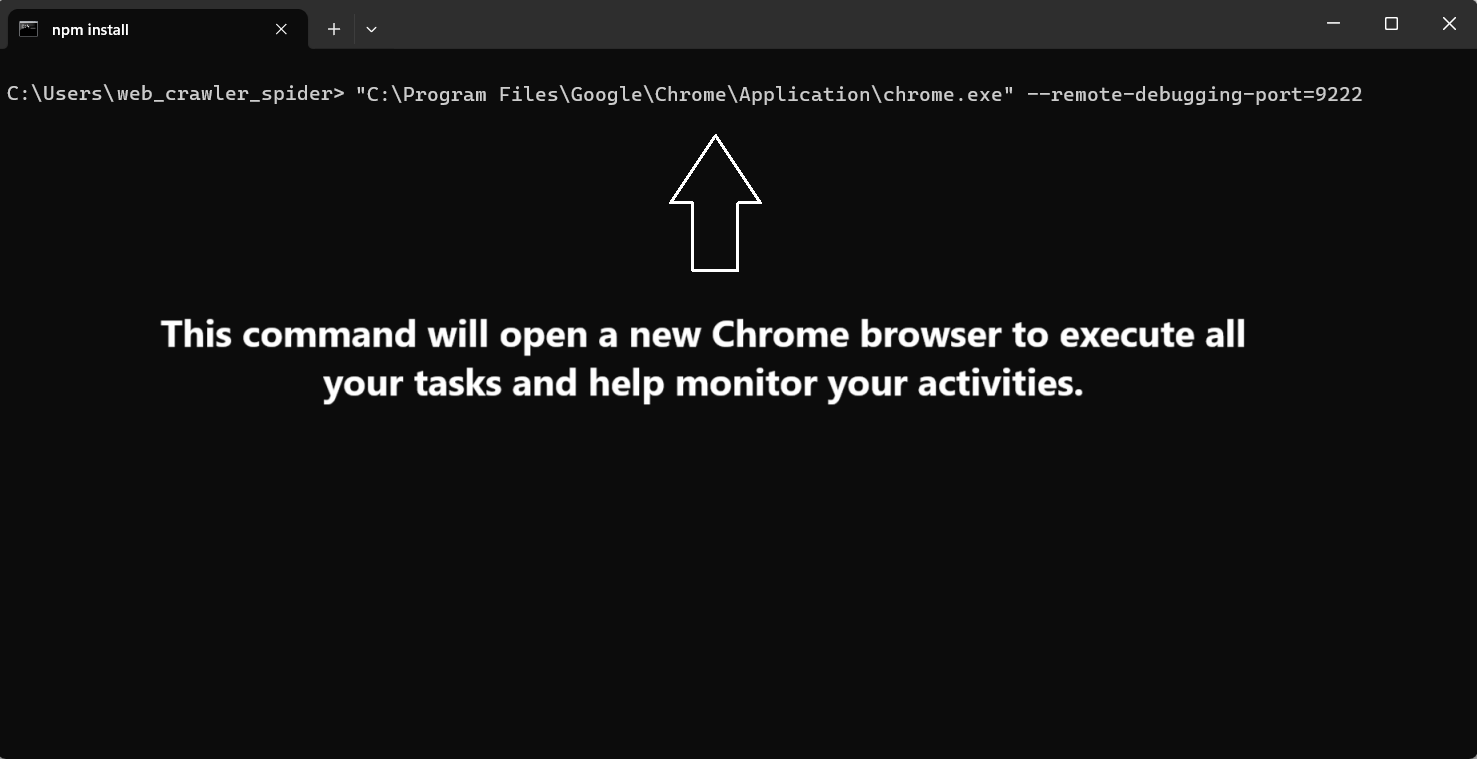 npm install
C:\Users\web_crawler_spider> "C:\Program Files\Google\Chrome\Application\chrome.exe" --remote-debugging-port=9222
This command will open a new Chrome browser to execute all
your tasks and help monitor your activities.